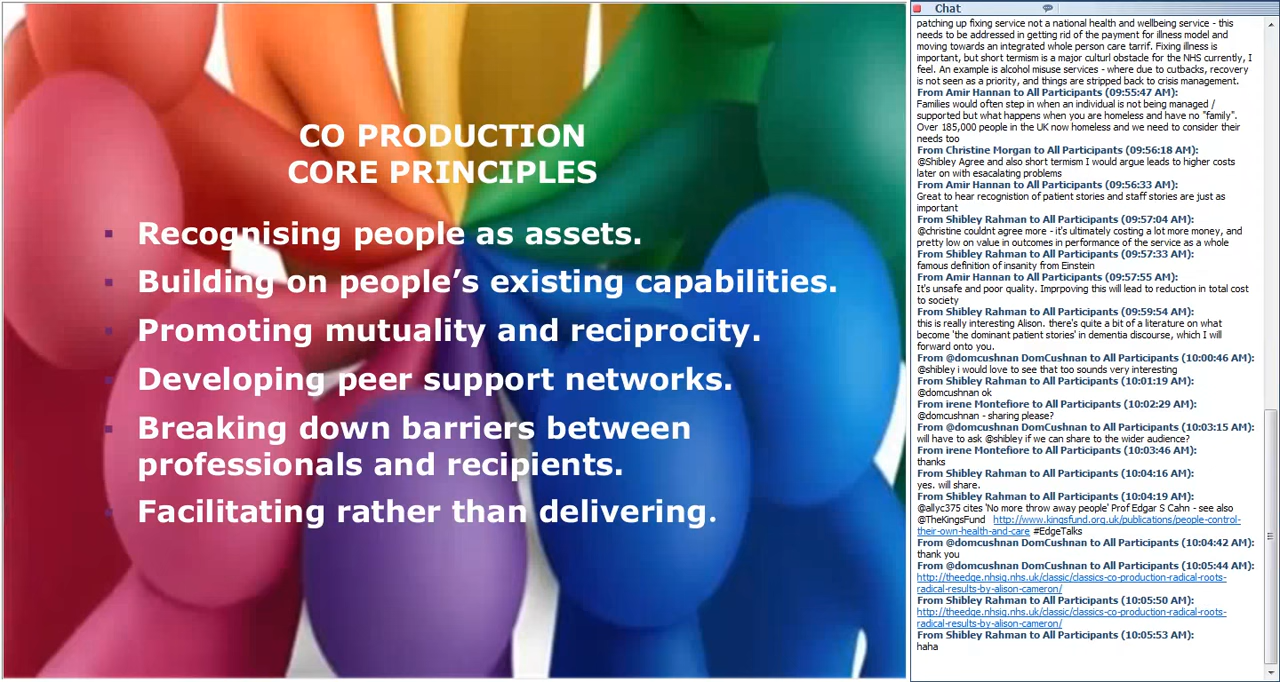 CO PRODUCTION
CORE PRINCIPLES
Recognising people as assets.
Building on people's existing capabilities.
Promoting mutuality and reciprocity.
Developing peer support networks.
Breaking down barriers between
professionals and recipients.
Facilitating rather than delivering.
Chat
patching up fixing service not a national health and wellbeing service - this
needs to be addressed in getting rid of the payment for illness model and
moving towards an integrated whole person care tarrif. Fixing illness is
important, but short termism is a major culturl obstacle for the NHS currently, I
feel. An example is alcohol misuse services - where due to cutbacks, recovery
is not seen as a priority, and things are stripped back to crisis management.
From Amir Hannan to All Participants (09:55:47 AM):
Families would often step in when an individual is not being managed /
supported but what happens when you are homeless and have no "family".
Over 185,000 people in the UK now homeless and we need to consider their
needs too
From Christine Morgan to All Participants (09:56:18 AM):
@Shibley Agree and also short termism I would argue leads to higher costs
later on with esacalating problems
From Amir Hannan to All Participants (09:56:33 AM):
Great to hear recognistion of patient stories and staff stories are just as
important
From Shibley Rahman to All Participants (09:57:04 AM):
@christine couldnt agree more - it's ultimately costing a lot more money, and
pretty low on value in outcomes in performance of the service as a whole
From Shibley Rahman to All Participants (09:57:33 AM):
famous definition of insanity from Einstein
From Amir Hannan to All Participants (09:57:55 AM):
It's unsafe and poor quality. Imprpoving this will lead to reduction in total cost
to society
From Shibley Rahman to All Participants (09:59:54 AM):
this is really interesting Alison. there's quite a bit of a literature on what
become 'the dominant patient stories' in dementia discourse, which I will
forward onto you.
From @domcushnan DomCushnan to All Participants (10:00:46 AM):
@shibley i would love to see that too sounds very interesting
From Shibley Rahman to All Participants (10:01:19 AM):
@domcushnan ok
From irene Montefiore to All Participants (10:02:29 AM):
@domcushnan - sharing please?
From @domcushnan DomCushnan to All Participants (10:03:15 AM):
will have to ask @shibley if we can share to the wider audience?
From irene Montefiore to All Participants (10:03:46 AM):
thanks
From Shibley Rahman to All Participants (10:04:16 AM):
yes. will share.
From Shibley Rahman to All Participants (10:04:19 AM):
@allyc375 cites 'No more throw away people' Prof Edgar S Cahn - see also
@TheKingsFund http://www.kingsfund.org.uk/publications/people-control-
their-own-health-and-care #EdgeTalks
From @domcushnan DomCushnan to All Participants (10:04:42 AM):
thank you
From @domcushnan DomCushnan to All Participants (10:05:44 AM):
http://theedge.nhsiq.nhs.uk/classic/classics-co-production-radical-roots-
radical-results-by-alison-cameron/
From Shibley Rahman to All Participants (10:05:50 AM):
http://theedge.nhsiq.nhs.uk/classic/classics-co-production-radical-roots-
radical-results-by-alison-cameron/
From Shibley Rahman to All Participants (10:05:53 AM):
haha